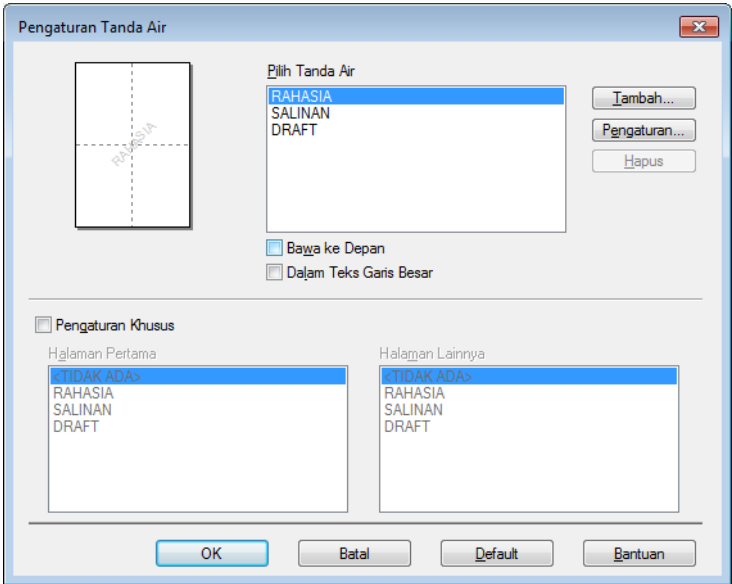 Pengaturan Tanda Air
Pilih Tanda Air
RAHASIA
SALINAN
DRAFT
RAHASIA
Tambah...
Pengaturan...
Hapus
Bawa ke Depan
Dalam Teks Garis Besar
Pengaturan Khusus
Halaman Pertama
<TIDAK ADA>
RAHASIA
SALINAN
DRAFT
Halaman Lainnya
<TIDAK ADA>
RAHASIA
SALINAN
DRAFT
OK
Batal
Default
Bantuan